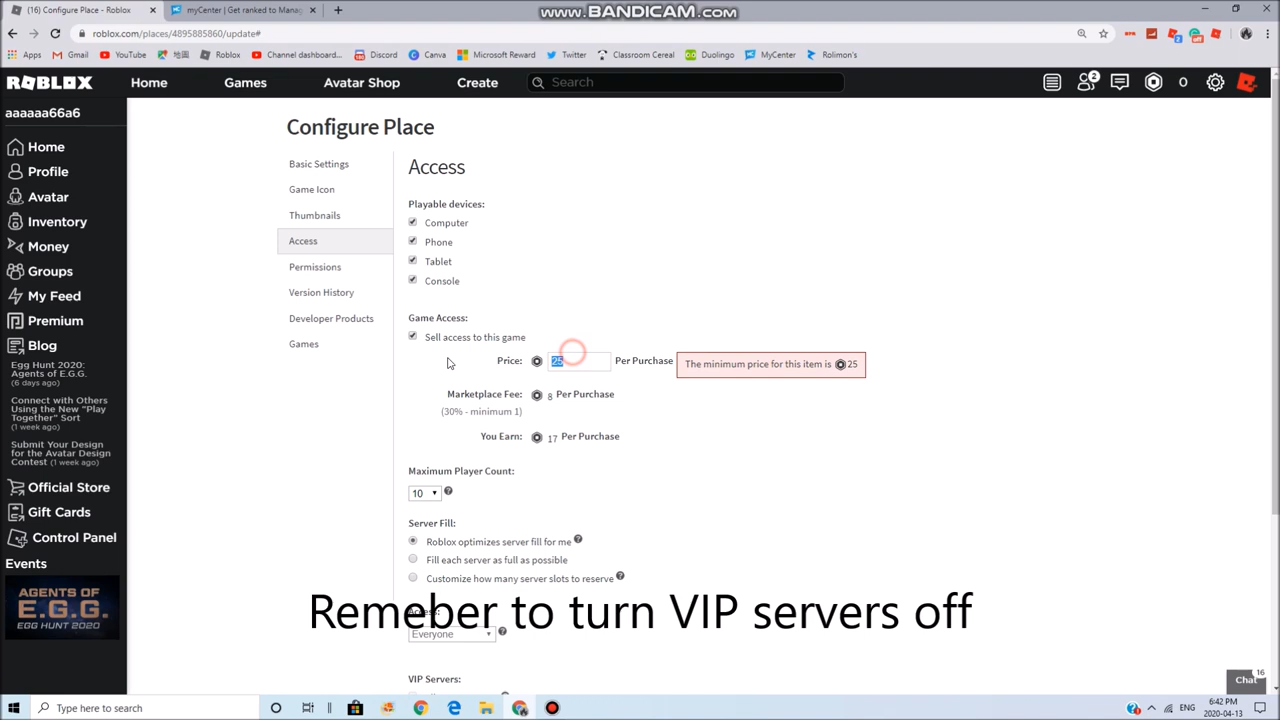 (16) Configure Place - Roblox
myCenter | Get ranked to Manag
www.BANDICAM.com
roblox.com/places/4895885860/update#
Apps Gmail YouTube 地図 Roblox Channel dashboard... Discord Canva Microsoft Reward Twitter Classroom Cereal Duolingo MyCenter Rolimon's
ROBLOX Home Games Avatar Shop Create Search 2 0
aaaaaa66a6
Home
Profile
Avatar
Inventory
Money
Groups
My Feed
Premium
Blog
Egg Hunt 2020:
Agents of E.G.G.
(6 days ago)
Connect with Others
Using the New "Play
Together" Sort
(1 week ago)
Submit Your Design
for the Avatar Design
Contest (1 week ago)
Official Store
Gift Cards
Control Panel
Events
AGENTS OF
E.G.G.
EGG HUNT 2020
Configure Place
Basic Settings
Game Icon
Thumbnails
Access
Permissions
Version History
Developer Products
Games
Access
Playable devices:
Computer
Phone
Tablet
Console
Game Access:
Sell access to this game
Price: 25 Per Purchase The minimum price for this item is 25
Marketplace Fee: 8 Per Purchase
(30% - minimum 1)
You Earn: 17 Per Purchase
Maximum Player Count:
10
Server Fill:
Roblox optimizes server fill for me
Fill each server as full as possible
Customize how many server slots to reserve
Remeber to turn VIP servers off
Access:
Everyone
VIP Servers:
Chat 16
Type here to search
6:42 PM
2020-04-13